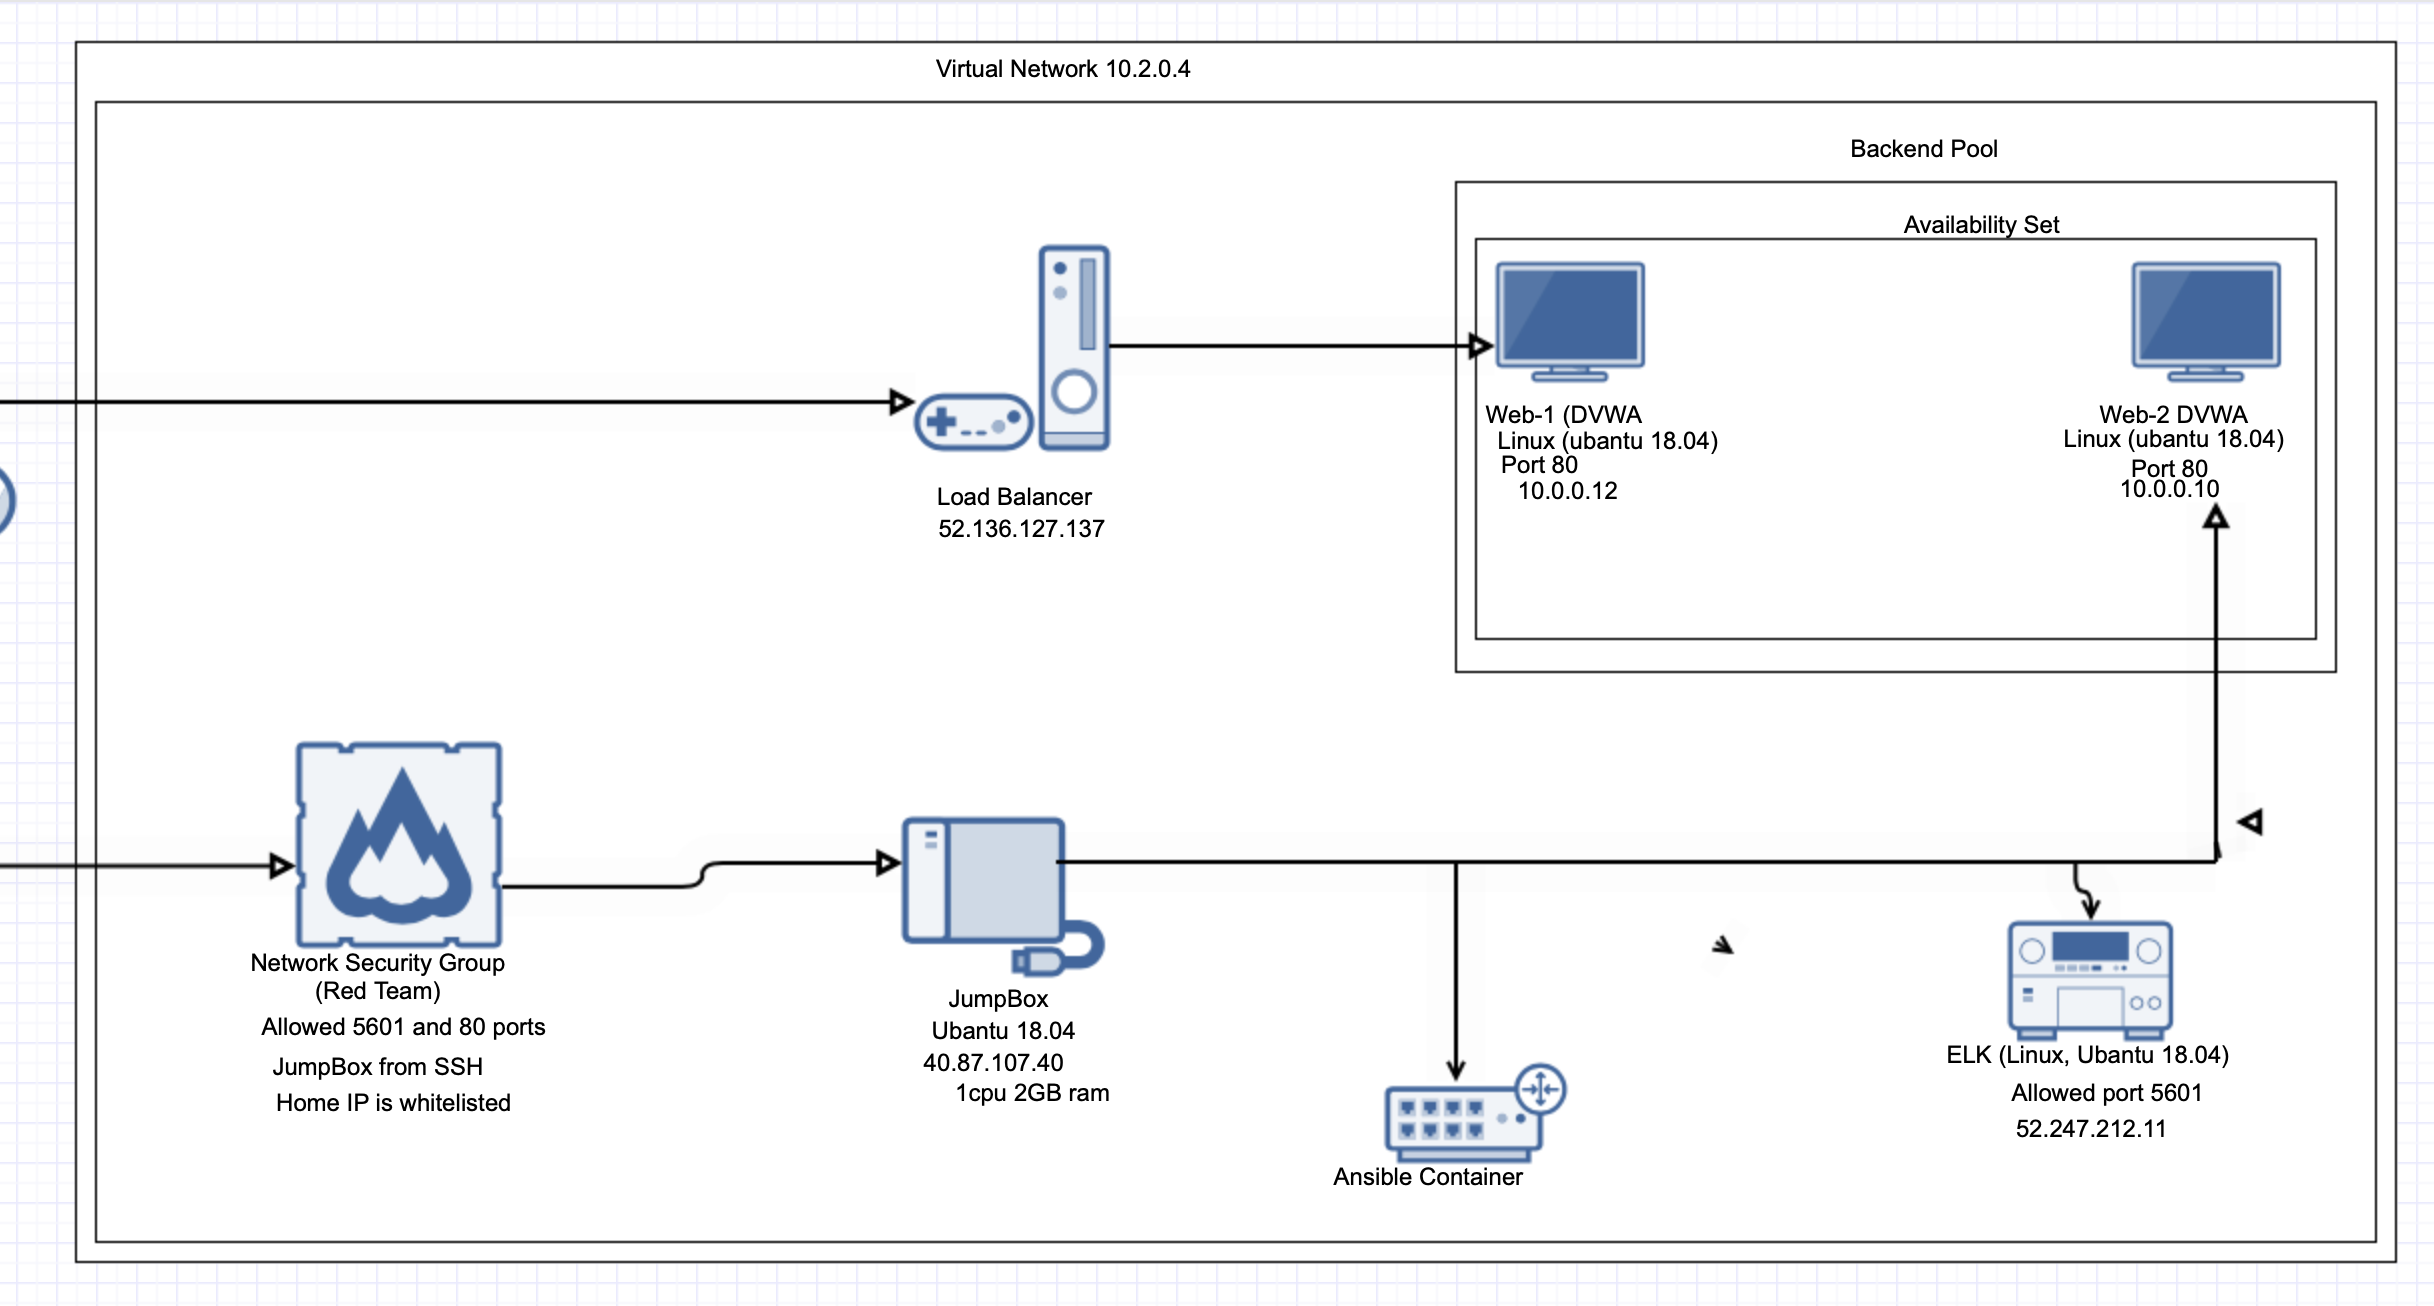 Virtual Network 10.2.0.4
Backend Pool
Availability Set
Web-1 (DVWA
Linux (ubantu 18.04)
Port 80
10.0.0.12
Web-2 DVWA
Linux (ubantu 18.04)
Port 80
10.0.0.10
Load Balancer
52.136.127.137
Network Security Group
(Red Team)
Allowed 5601 and 80 ports
JumpBox from SSH
Home IP is whitelisted
JumpBox
Ubantu 18.04
40.87.107.40
1cpu 2GB ram
Ansible Container
ELK (Linux, Ubantu 18.04)
Allowed port 5601
52.247.212.11